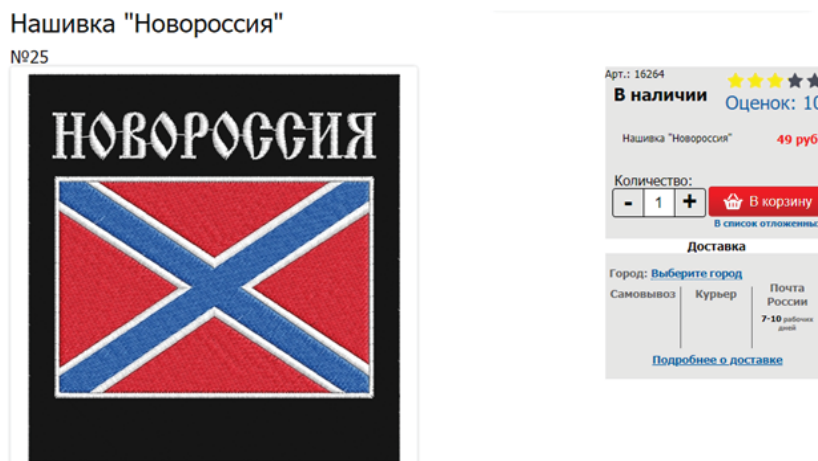 Нашивка "Новороссия"
№25
НОВОРОССИЯ
Арт.: 16264
В наличии
Оценок: 10
Нашивка "Новороссия"
49 руб
Количество:
- 1 +
В корзину
В список отложенных
Доставка
Город: Выберите город
Самовывоз
Курьер
Почта
России
7-10 рабочих
дней
Подробнее о доставке